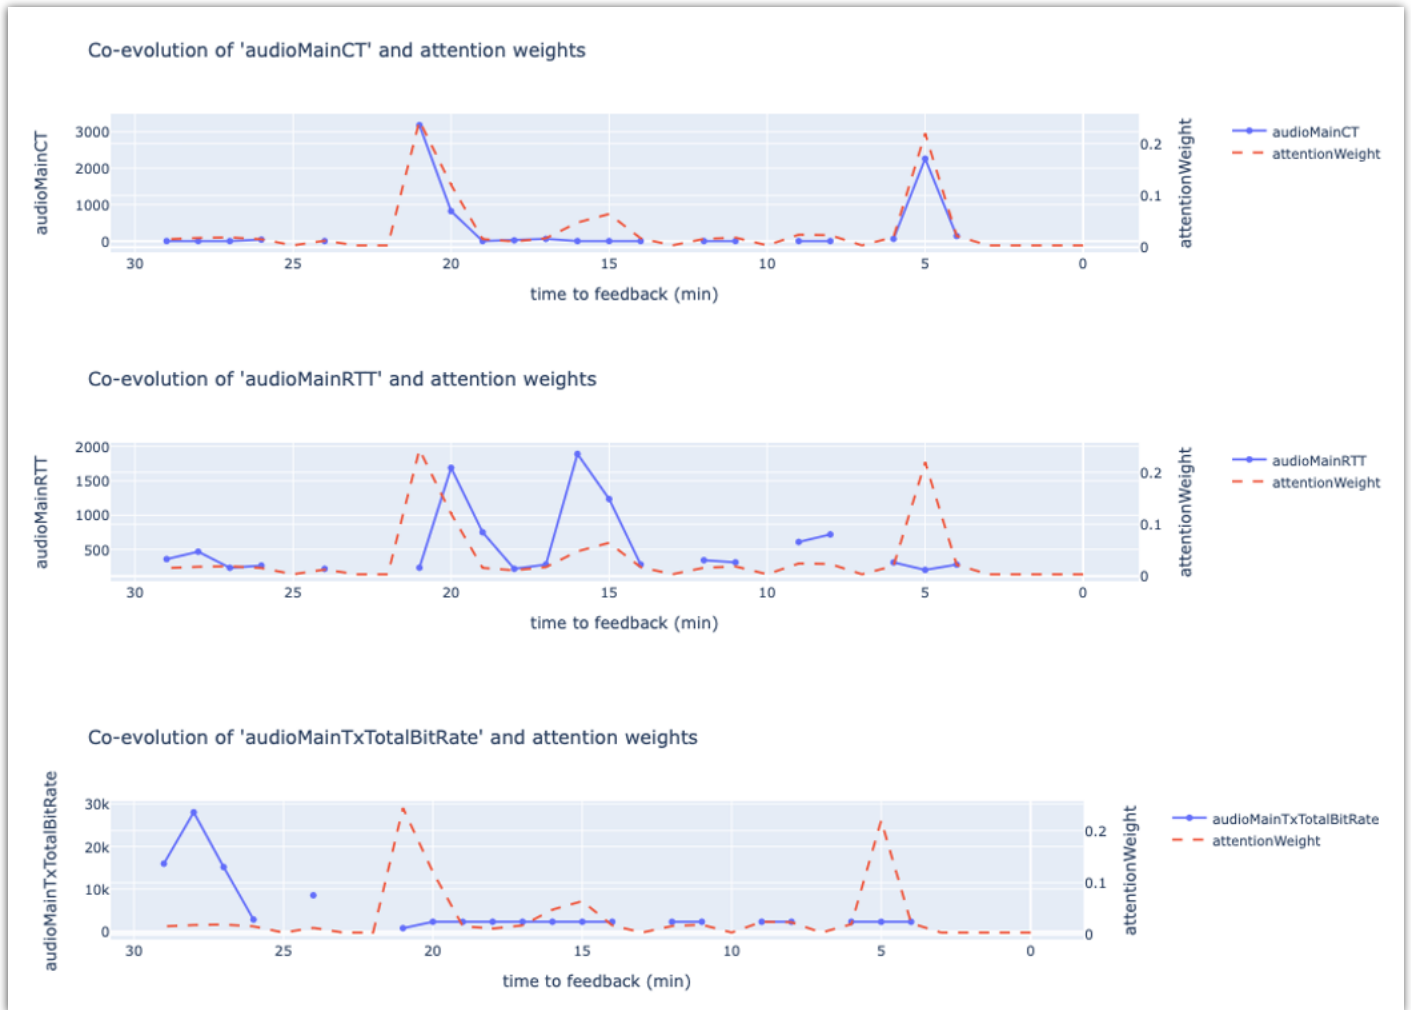 Co-evolution of 'audioMainCT' and attention weights
audioMainCT
3000
2000
1000
0
30
25
20
15
10
5
0
time to feedback (min)
0.2
0.1
0
attentionWeight
audioMainCT
attentionWeight
Co-evolution of 'audioMainRTT' and attention weights
audioMainRTT
2000
1500
1000
500
30
25
20
15
10
5
0
time to feedback (min)
0.2
0.1
0
attentionWeight
audioMainRTT
attentionWeight
Co-evolution of 'audioMainTxTotalBitRate' and attention weights
audioMainTxTotalBitRate
30k
20k
10k
0
30
25
20
15
10
5
0
time to feedback (min)
0.2
0.1
0
attentionWeight
audioMainTxTotalBitRate
attentionWeight